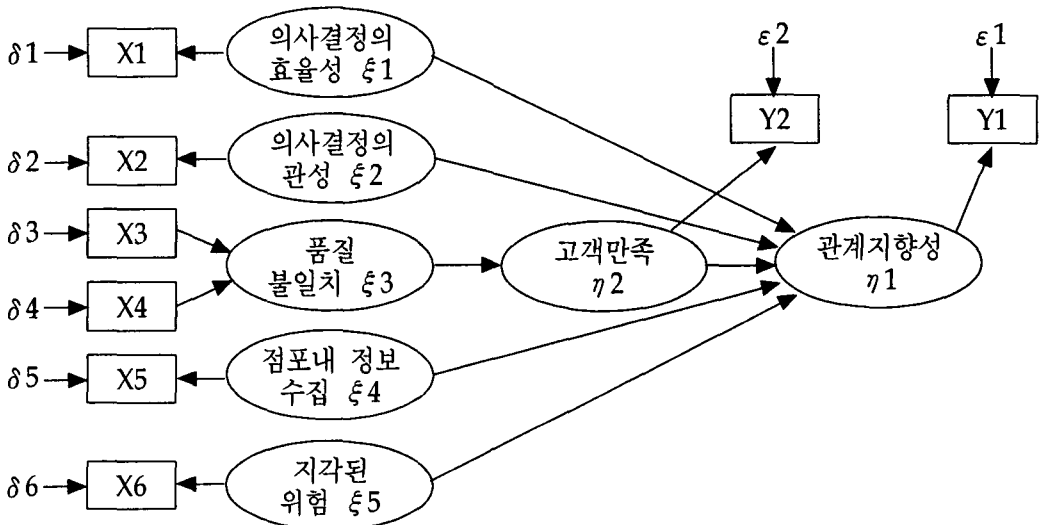 δ1 X1 의사결정의
효율성 ξ1
ε2 ε1
Y2 Y1
δ2 X2 의사결정의
관성 ξ2
δ3 X3
품질
불일치 ξ3
고객만족
η2
관계지향성
η1
δ4 X4
δ5 X5 점포내 정보
수집 ξ4
δ6 X6 지각된
위험 ξ5